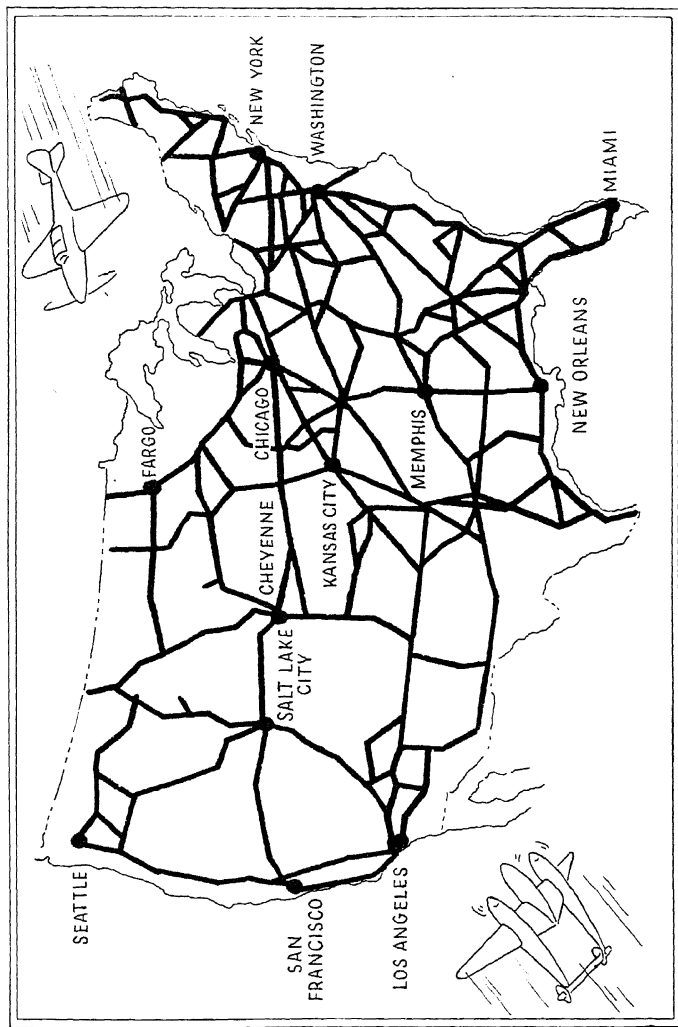 SEATTLE
FARGO
NEW YORK
CHICAGO
CHEYENNE
SALT LAKE
CITY
WASHINGTON
SAN
FRANCISCO
KANSAS CITY
LOS ANGELES
MEMPHIS
NEW ORLEANS
MIAMI